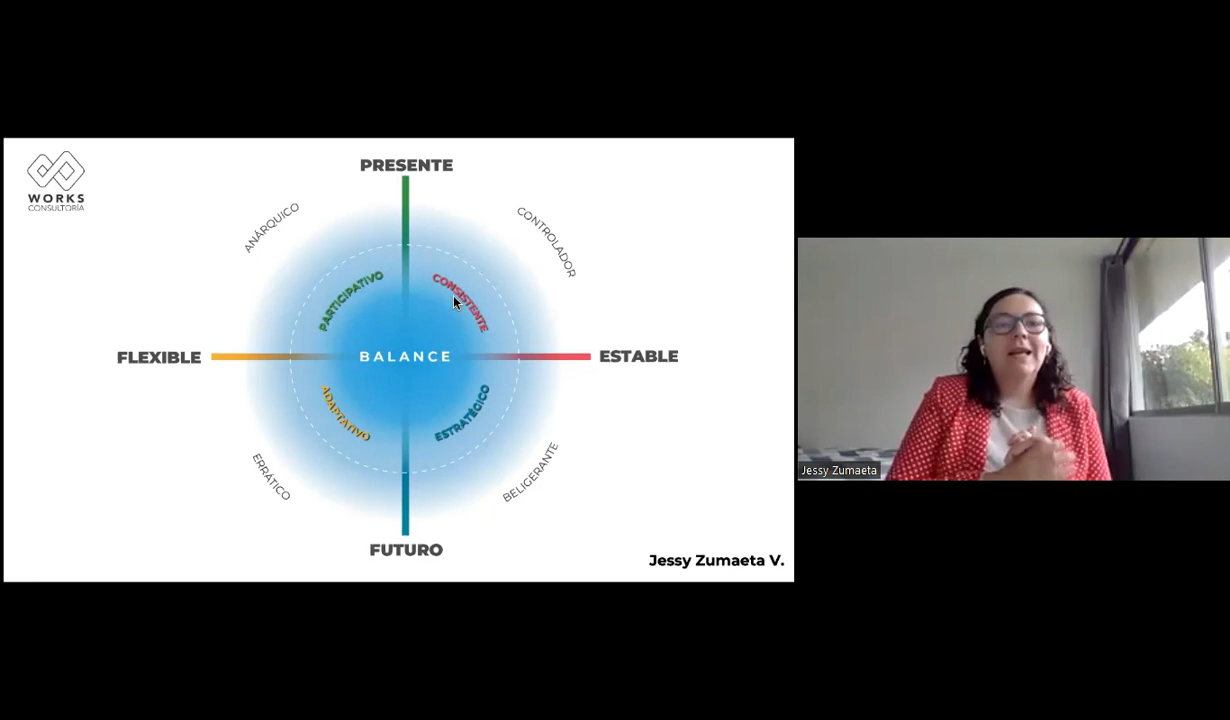 WORKS
CONSULTORÍA
PRESENTE
ANÁRQUICO
CONTROLADOR
PARTICIPATIVO
CONSISTENTE
FLEXIBLE
BALANCE
ESTABLE
ADAPTATIVO
ESTRATÉGICO
ERRÁTICO
BELIGERANTE
FUTURO
Jessy Zumaeta V.
Jessy Zumaeta